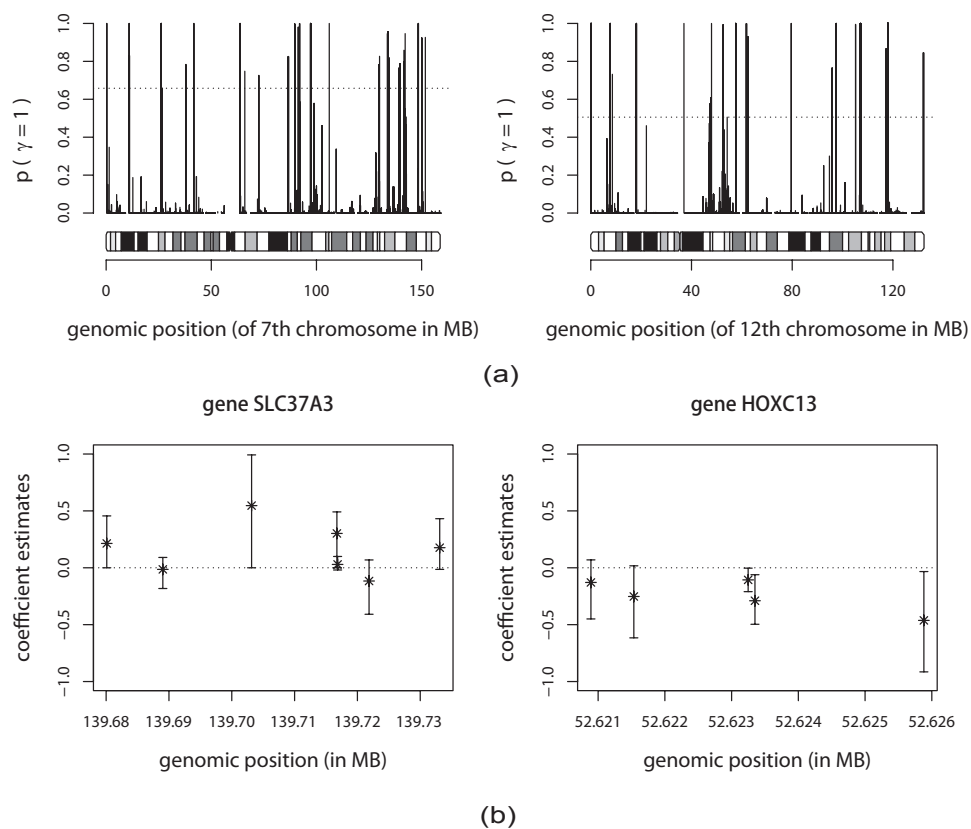 p ( γ = 1 )
1.0
0.8
0.6
0.4
0.2
0.0
0 50 100 150
genomic position (of 7th chromosome in MB)
p ( γ = 1 )
1.0
0.8
0.6
0.4
0.2
0.0
0 40 80 120
genomic position (of 12th chromosome in MB)
(a)
gene SLC37A3
coefficient estimates
1.0
0.5
0.0
−0.5
−1.0
139.68 139.69 139.70 139.71 139.72 139.73
genomic position (in MB)
gene HOXC13
coefficient estimates
1.0
0.5
0.0
−0.5
−1.0
52.621 52.622 52.623 52.624 52.625 52.626
genomic position (in MB)
(b)